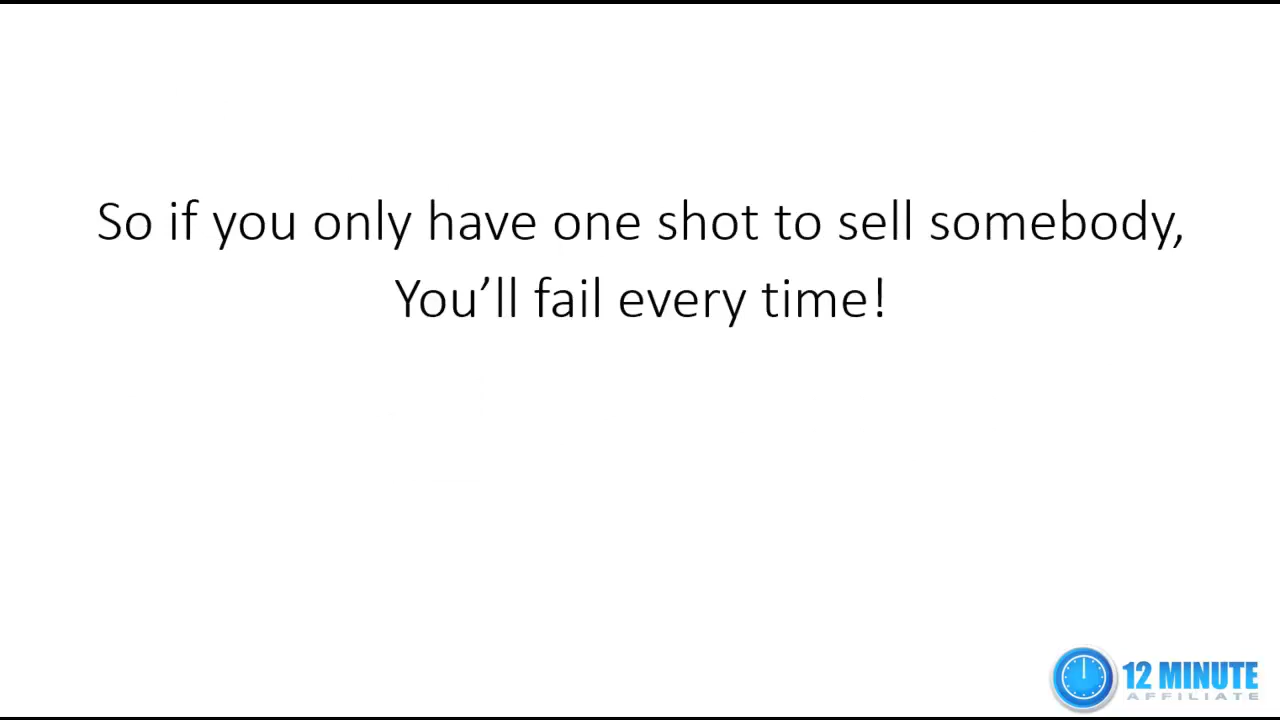 So if you only have one shot to sell somebody,
You’ll fail every time!
12 MINUTE
AFFILIATE